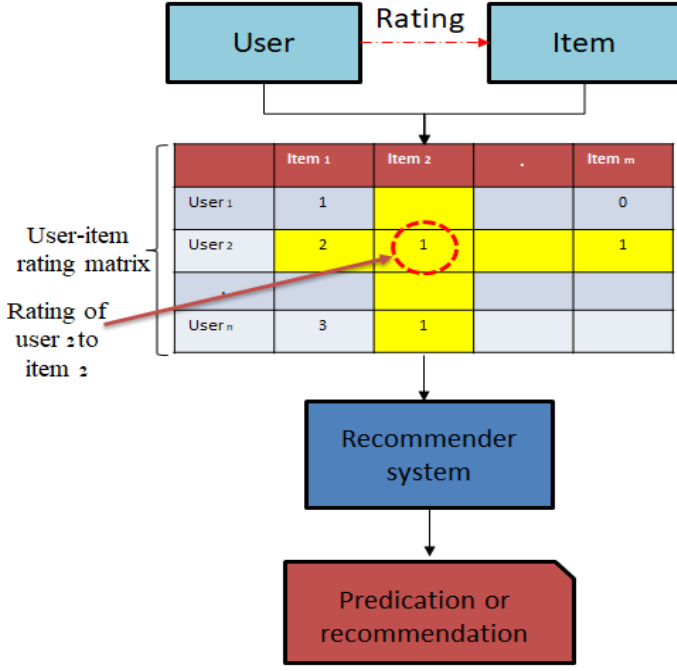 Rating
User
Item
Item 1 Item 2 . Item m
User 1 1 0
User 2 2 1 1
.
User n 3 1
User-item
rating matrix
Rating of
user 2 to
item 2
Recommender
system
Predication or
recommendation